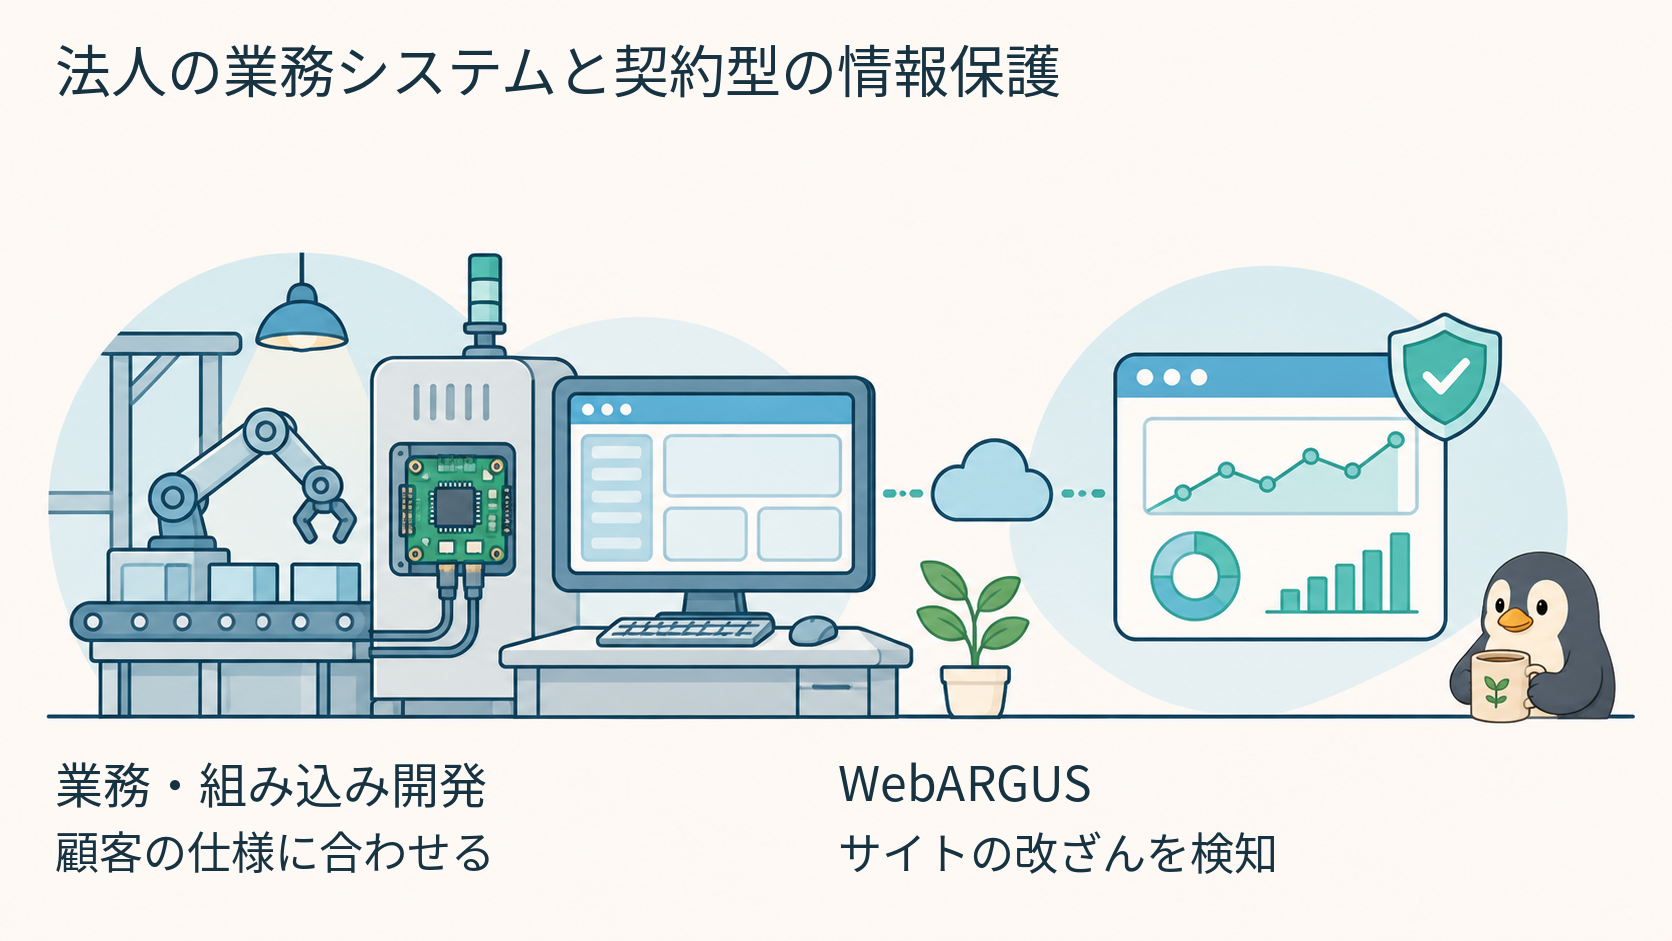 法人の業務システムと契約型の情報保護
業務・組み込み開発
顧客の仕様に合わせる
WebARGUS
サイトの改ざんを検知